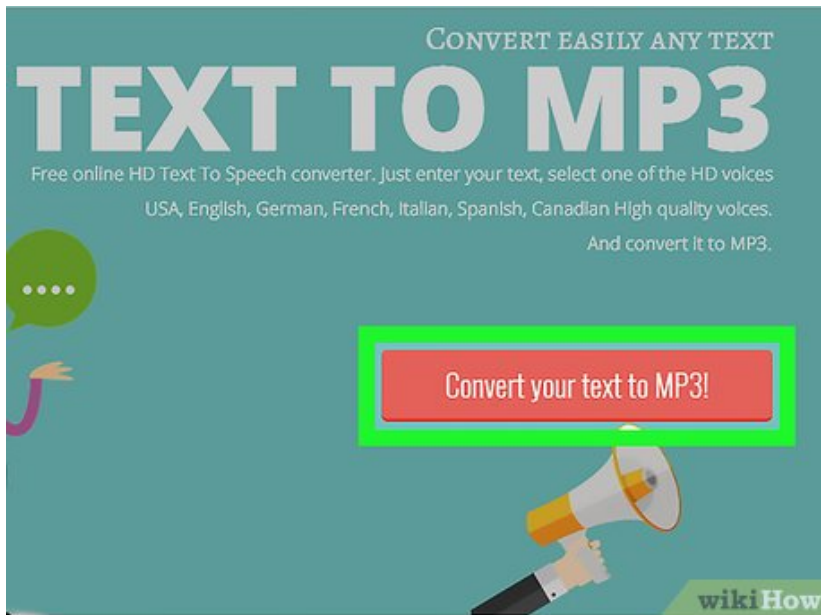 CONVERT EASILY ANY TEXT
TEXT TO MP3
Free online HD Text To Speech converter. Just enter your text, select one of the HD voices
USA, English, German, French, Italian, Spanish, Canadian High quality voices.
And convert it to MP3.
Convert your text to MP3!
wikiHow